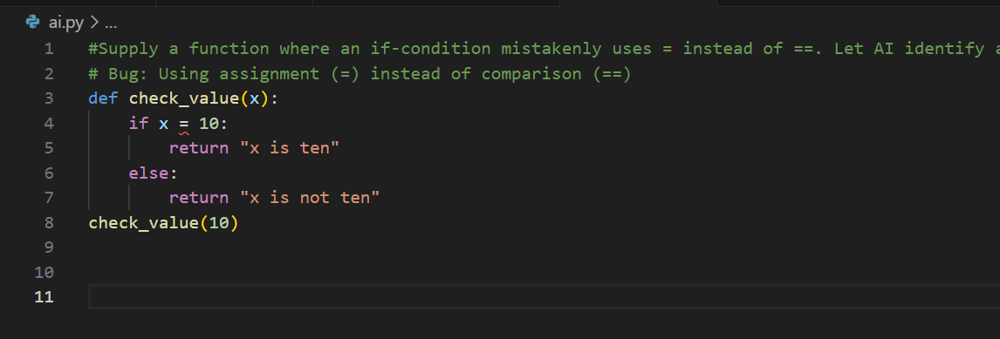 ai.py > ...
1 #Supply a function where an if-condition mistakenly uses = instead of ==. Let AI identify
2 # Bug: Using assignment (=) instead of comparison (==)
3 def check_value(x):
4     if x = 10:
5         return "x is ten"
6     else:
7         return "x is not ten"
8 check_value(10)
9
10
11